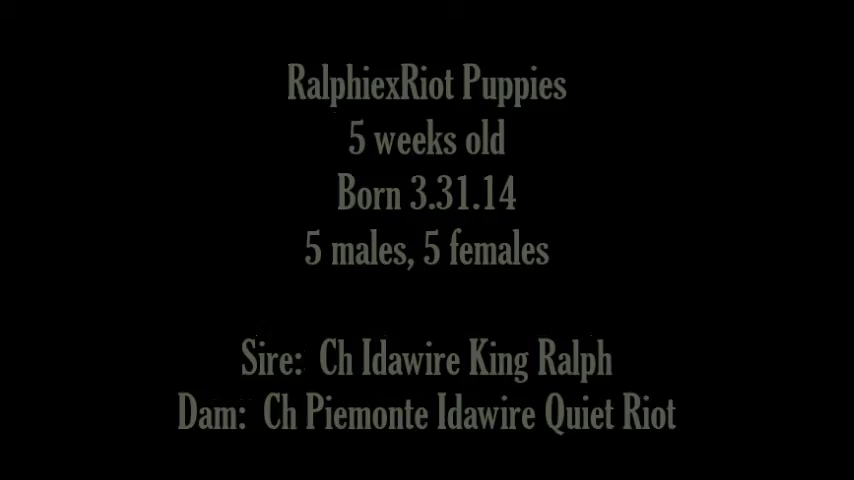 RalphiexRiot Puppies
5 weeks old
Born 3.31.14
5 males, 5 females
Sire:  Ch Idawire King Ralph
Dam:  Ch Piemonte Idawire Quiet Riot